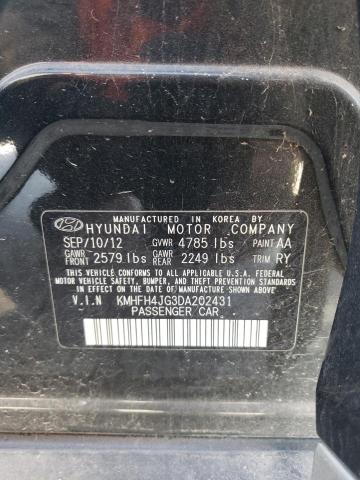 MANUFACTURED IN KOREA BY
HYUNDAI MOTOR COMPANY
SEP/10/12 GVWR 4785 lbs PAINT AA
GAWR FRONT 2579 lbs GAWR REAR 2249 lbs TRIM RY
THIS VEHICLE CONFORMS TO ALL APPLICABLE FEDERAL MOTOR
VEHICLE SAFETY, BUMPER, AND THEFT PREVENTION STANDARDS
IN EFFECT ON THE DATE OF MANUFACTURE SHOWN ABOVE.
V.I.N KMHFH4JG3DA202431
PASSENGER CAR